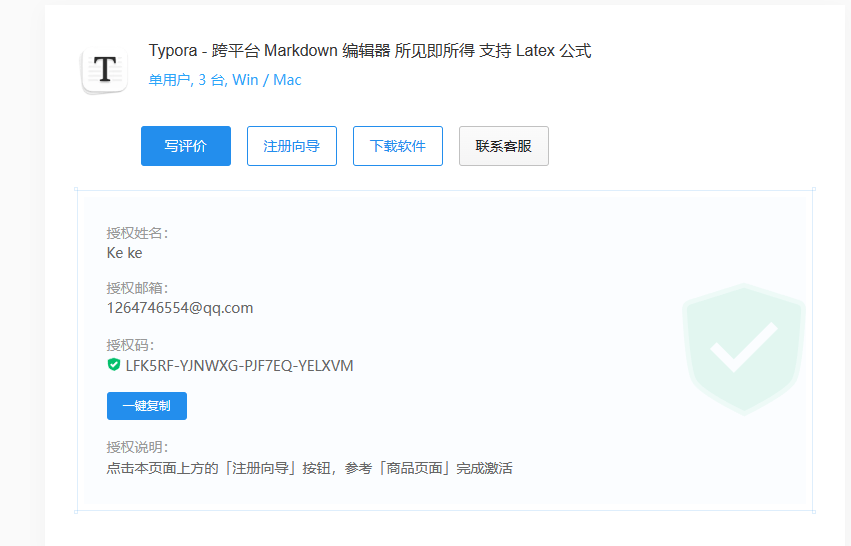 T
Typora - 跨平台 Markdown 编辑器 所见即所得 支持 Latex 公式
单用户, 3 台, Win / Mac
写评价
注册向导
下载软件
联系客服
授权姓名：
Ke ke
授权邮箱：
1264746554@qq.com
授权码：
LFK5RF-YJNWXG-PJF7EQ-YELXVM
一键复制
授权说明：
点击本页面上方的「注册向导」按钮，参考「商品页面」完成激活